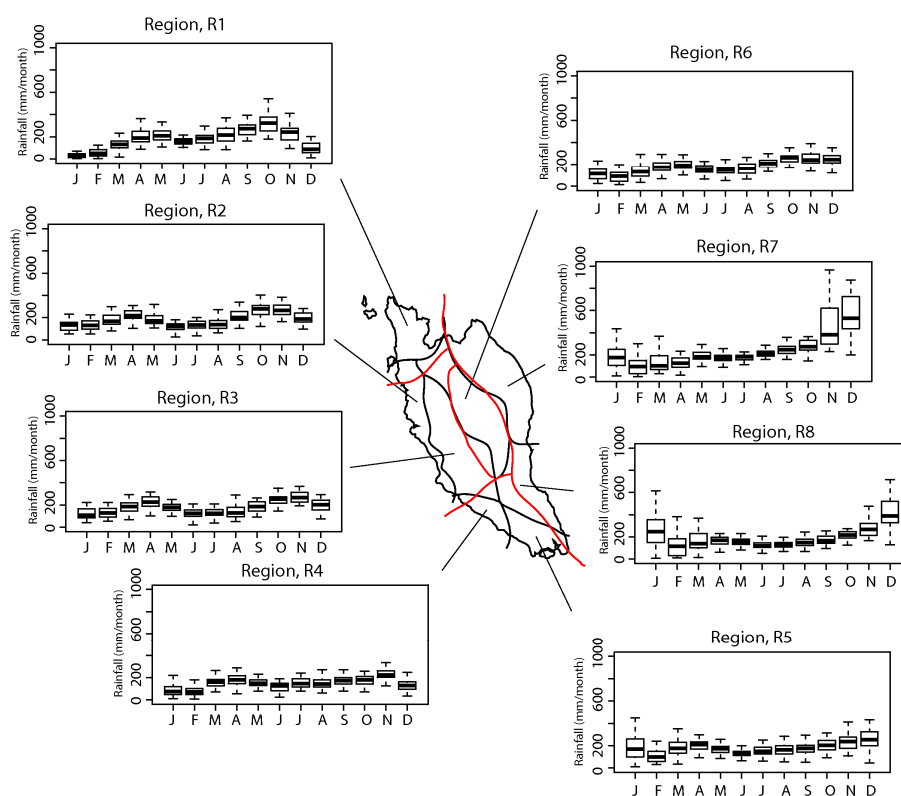 Region, R1
Rainfall (mm/month)
0 200 600 1000
J F M A M J J A S O N D
Region, R2
Rainfall (mm/month)
0 200 600 1000
J F M A M J J A S O N D
Region, R3
Rainfall (mm/month)
0 200 600 1000
J F M A M J J A S O N D
Region, R4
Rainfall (mm/month)
0 200 600 1000
J F M A M J J A S O N D
Region, R6
Rainfall (mm/month)
0 200 600 1000
J F M A M J J A S O N D
Region, R7
Rainfall (mm/month)
0 200 600 1000
J F M A M J J A S O N D
Region, R8
Rainfall (mm/month)
0 200 600 1000
J F M A M J J A S O N D
Region, R5
Rainfall (mm/month)
0 200 600 1000
J F M A M J J A S O N D